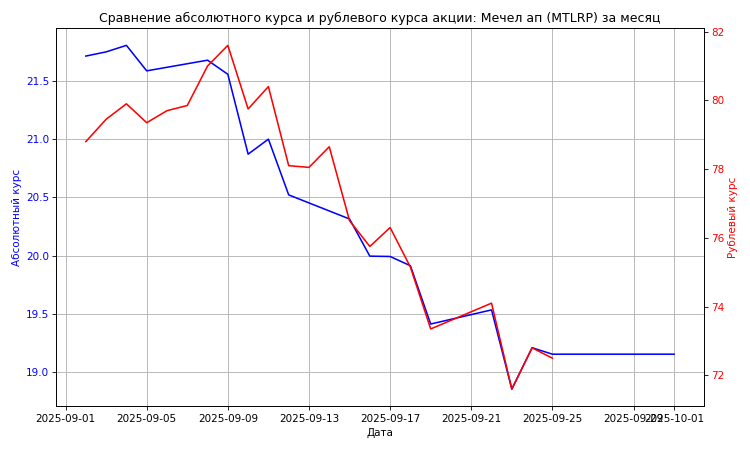 Сравнение абсолютного курса и рублевого курса акции: Мечел ап (MTLRP) за месяц
82
21.5
80
21.0
78
20.5
Абсолютный курс
Рублевый курс
76
20.0
19.5
74
19.0
72
2025-09-01 2025-09-05 2025-09-09 2025-09-13 2025-09-17 2025-09-21 2025-09-25 2025-09-29 2025-10-01
Дата